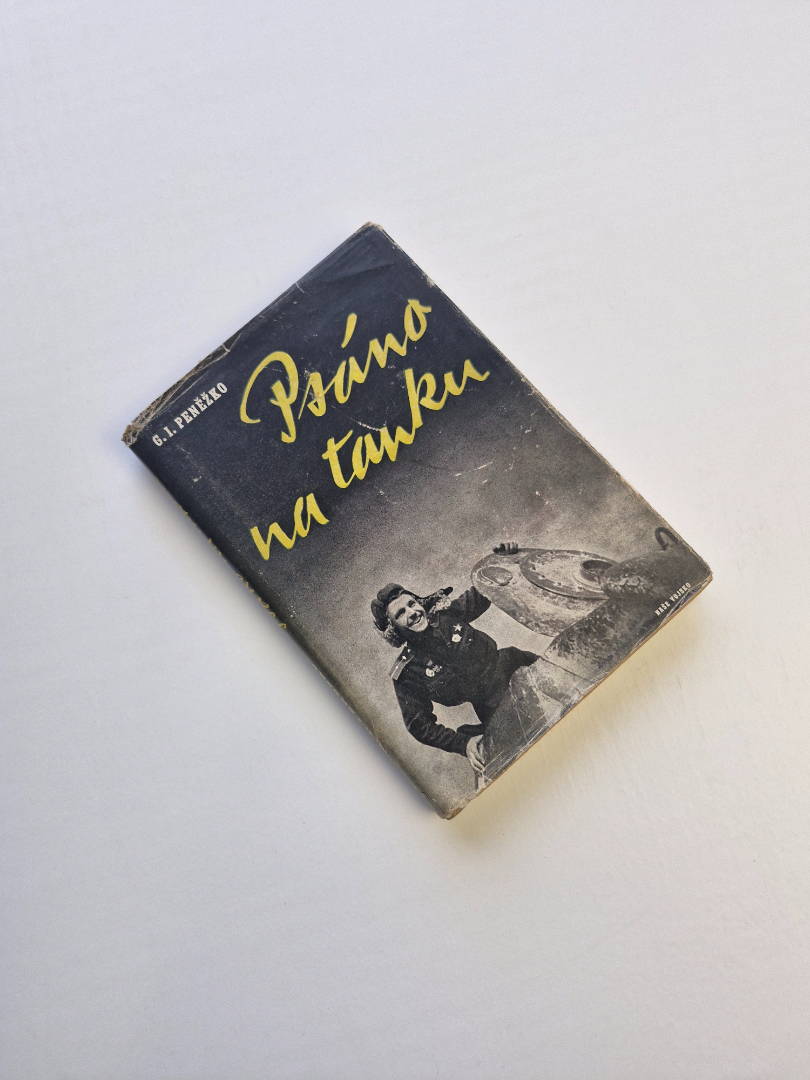 G. I. PENĚŽKO
Psáno
na tanku
NAŠE VOJSKO